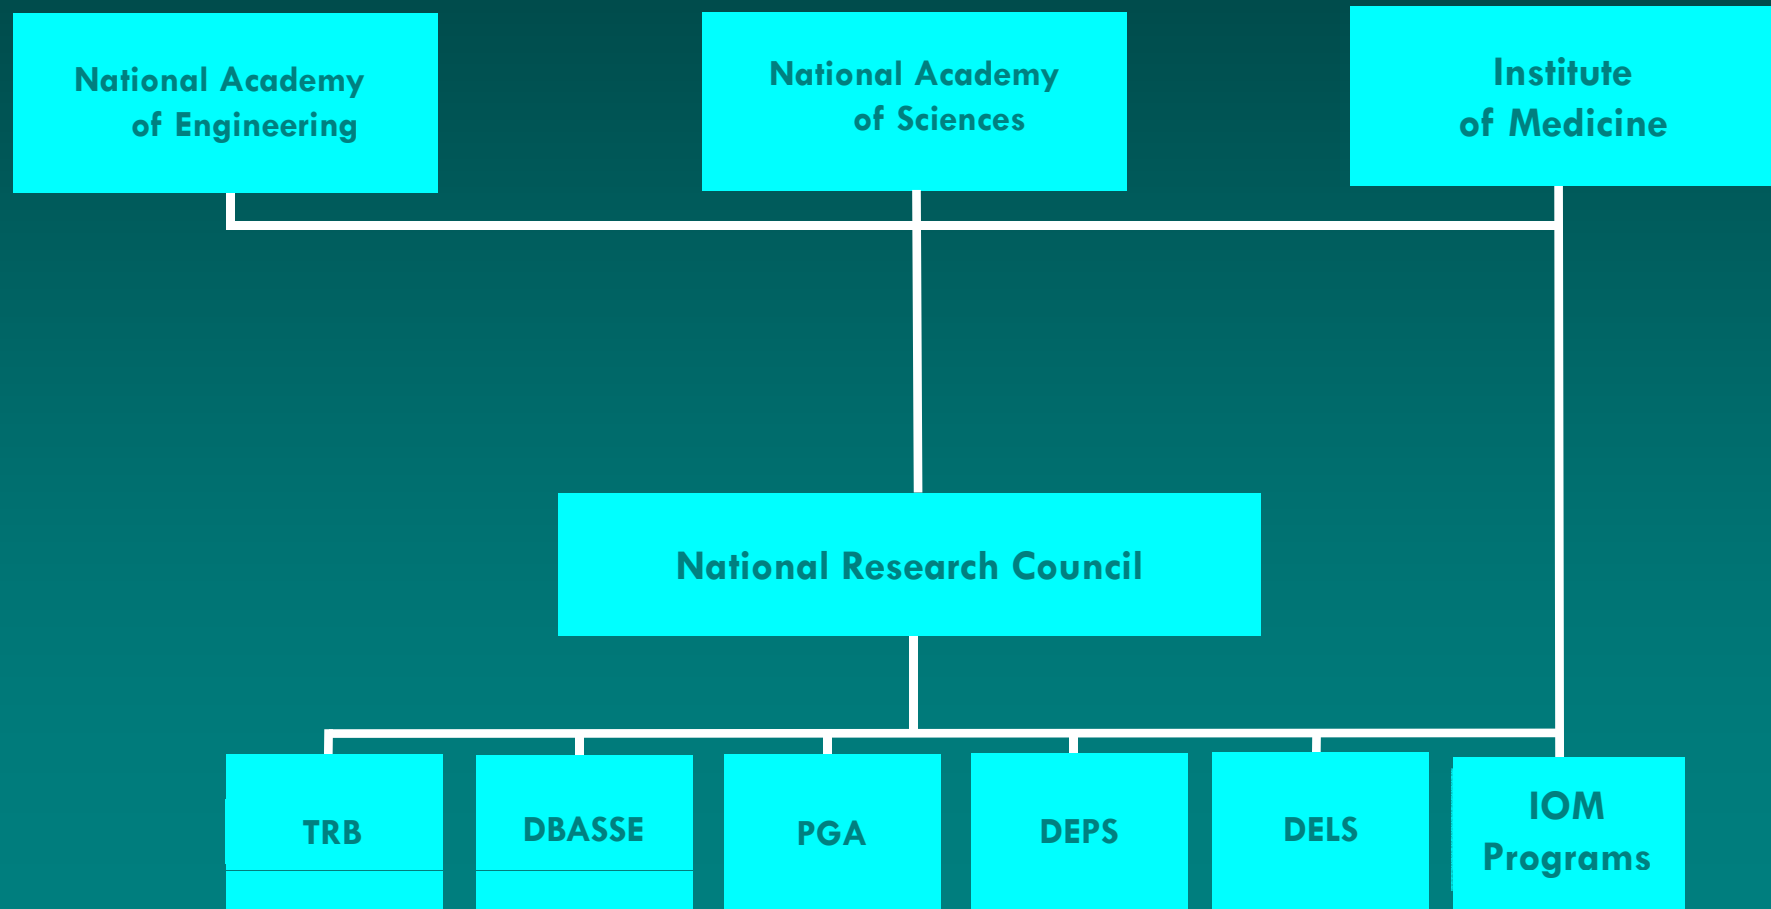 National Academy
of Engineering
National Academy
of Sciences
Institute
of Medicine
National Research Council
TRB
DBASSE
PGA
DEPS
DELS
IOM
Programs